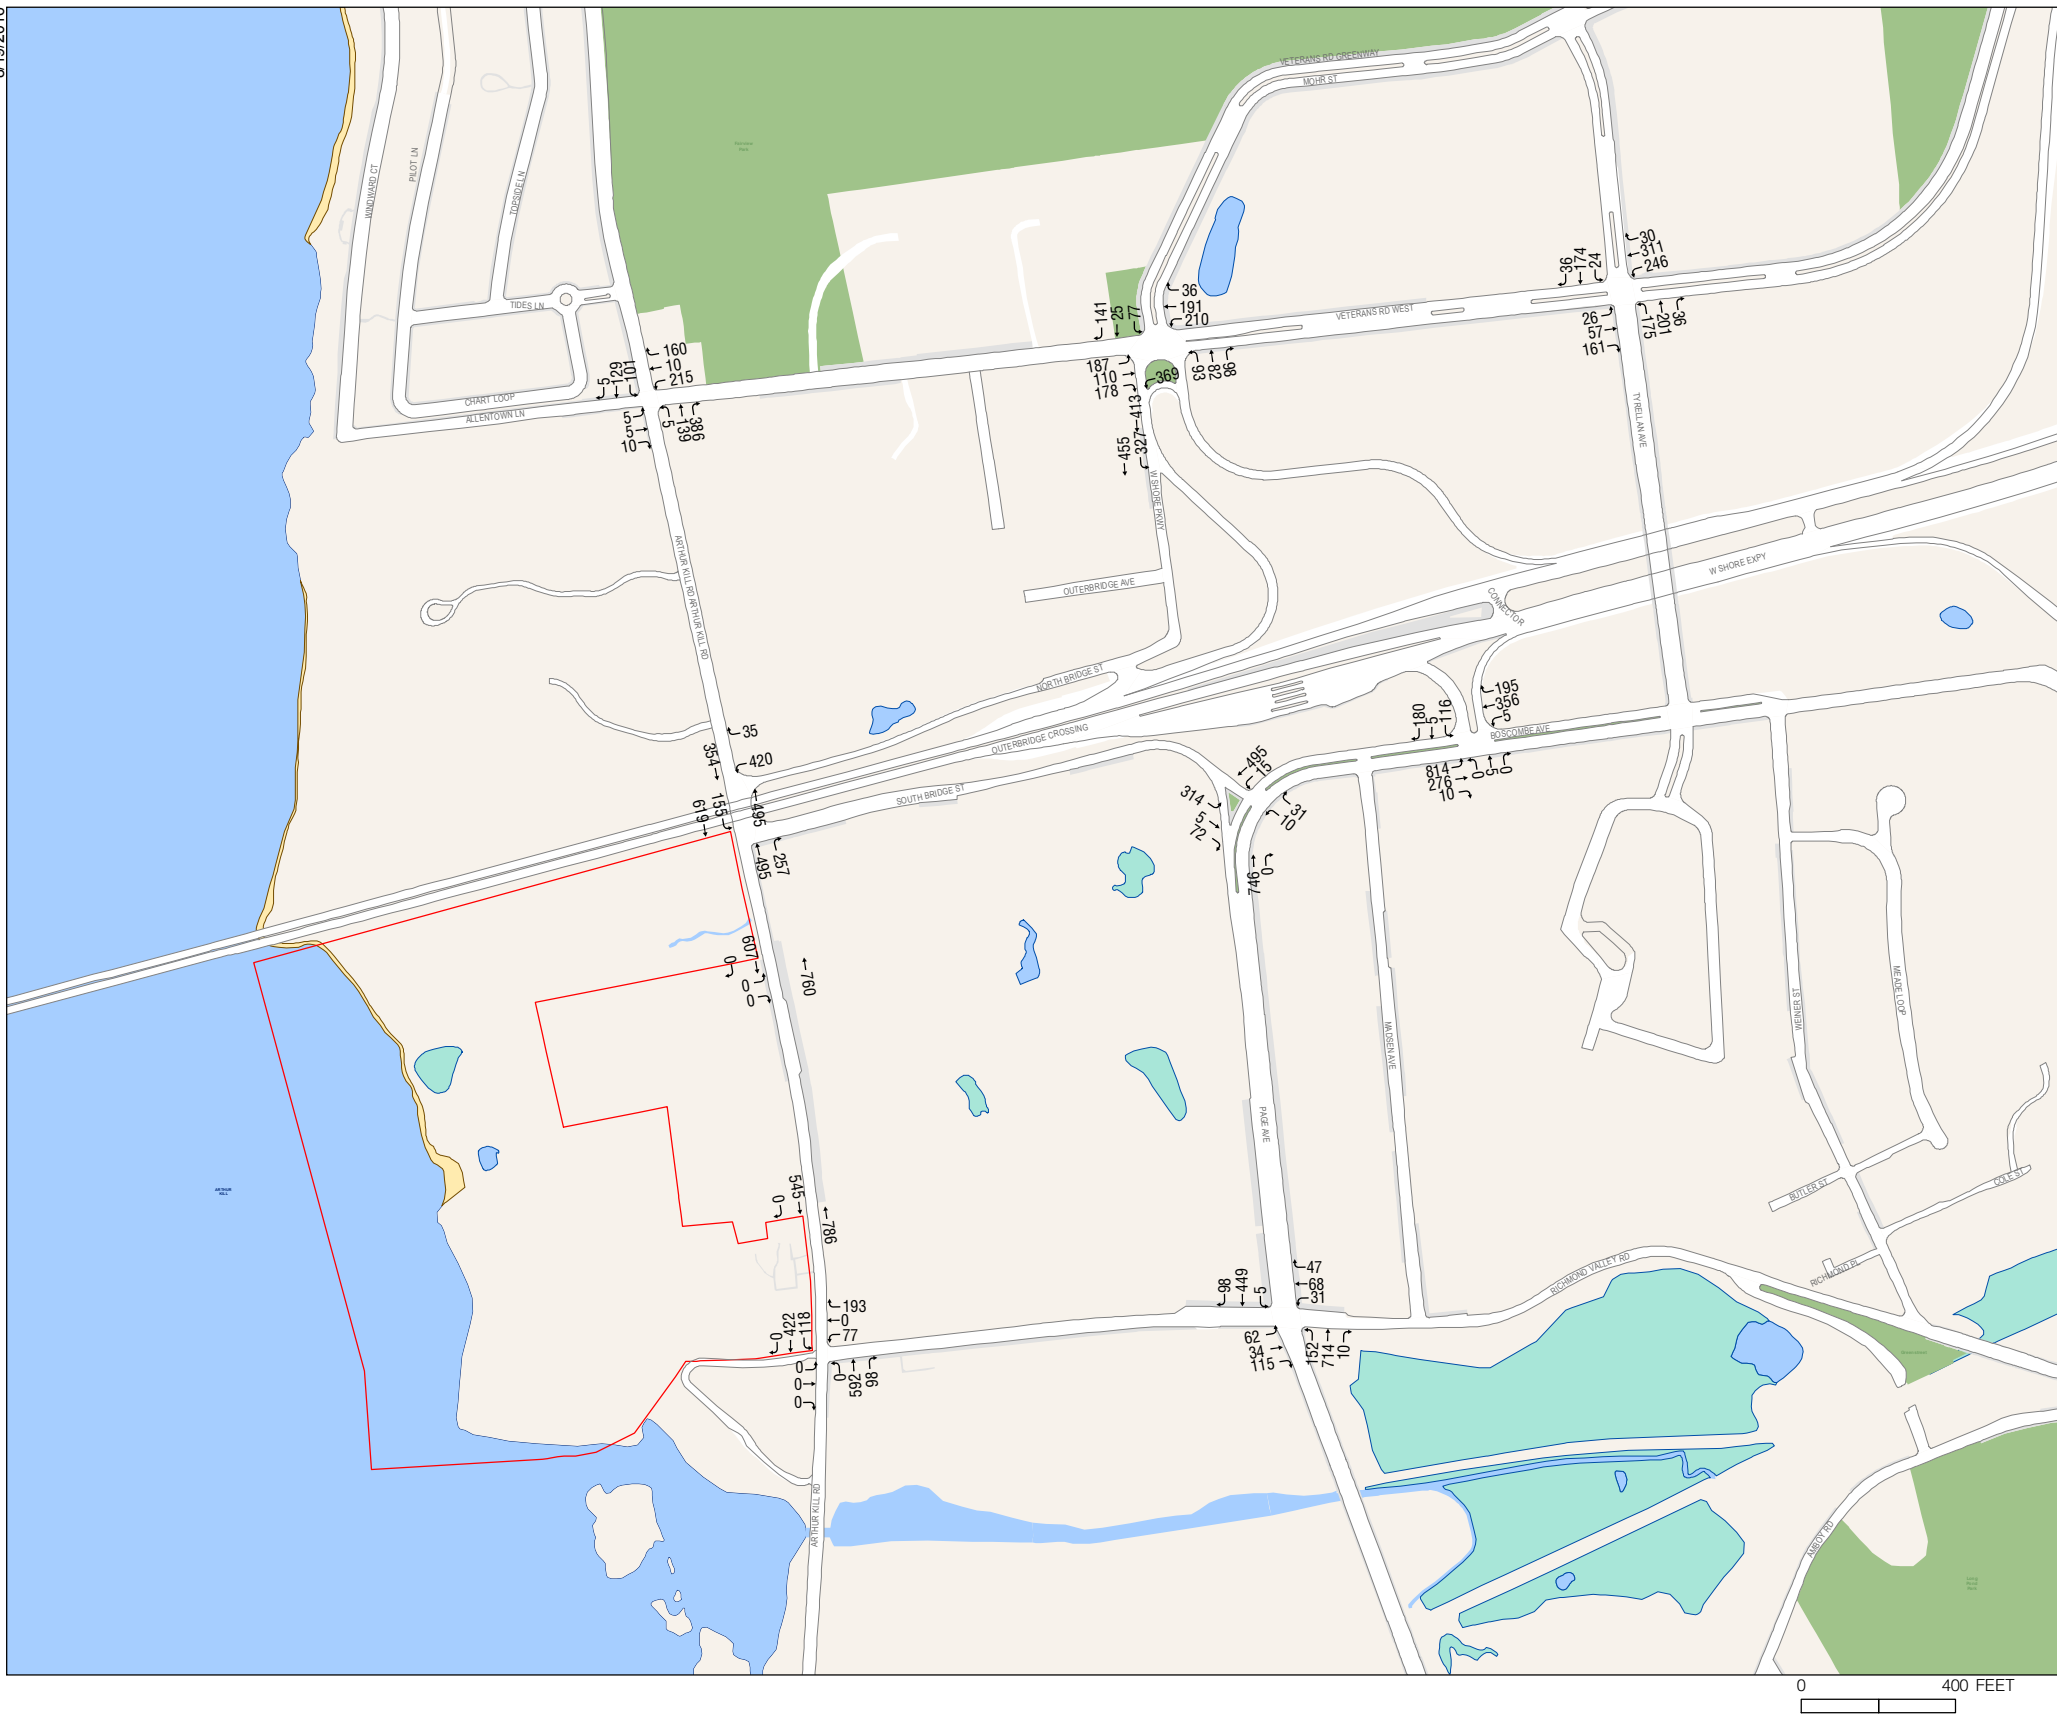 VETERANS RD GREENWAY
MOHR ST
WINDWARD CT
PILOT LN
TOPSIDE LN
TIDES LN
CHART LOOP
ALLENTOWN LN
5
129
101
160
10
215
5
5
10
5
139
386
141
25
77
36
191
210
187
110
178
369
93
82
98
413
327
455
VETERANS RD WEST
36
174
24
30
311
246
26
57
161
175
201
36
TYRELLAN AVE
W SHORE PKWY
ARTHUR KILL RD
ARTHUR KILL RD
OUTERBRIDGE AVE
W SHORE EXPY
CONNECTOR
NORTH BRIDGE ST
OUTERBRIDGE CROSSING
SOUTH BRIDGE ST
35
354
420
155
619
495
495
257
180
5
116
195
356
5
BOSCOMBE AVE
814
276
10
0
5
0
495
15
314
5
72
31
10
746
0
607
0
0
0
760
MADSEN AVE
WEINER ST
MEADE LOOP
PAGE AVE
ARTHUR
KILL
545
0
786
BUTLER ST
COLE ST
RICHMOND PL
RICHMOND VALLEY RD
98
449
5
47
68
31
62
34
115
152
714
10
0
422
118
193
0
77
0
0
0
0
592
98
ARTHUR KILL RD
AMBOY RD
Long
Pond
Park
0
400 FEET